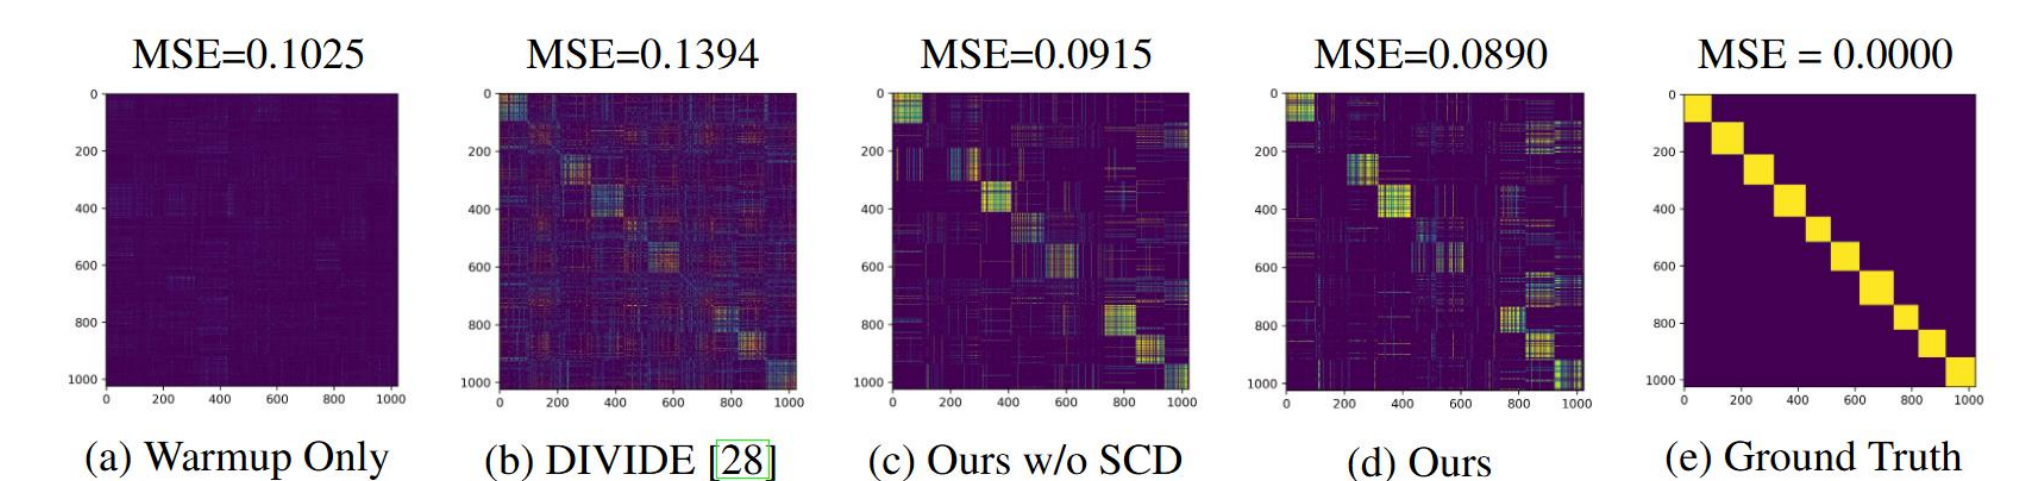 MSE=0.1025 MSE=0.1394 MSE=0.0915 MSE=0.0890 MSE = 0.0000
0 0 0 0 0
200 200 200 200 200
400 400 400 400 400
600 600 600 600 600
800 800 800 800 800
1000 1000 1000 1000 1000
0 200 400 600 800 1000 0 200 400 600 800 1000 0 200 400 600 800 1000 0 200 400 600 800 1000 0 200 400 600 800 1000
(a) Warmup Only (b) DIVIDE [28] (c) Ours w/o SCD (d) Ours (e) Ground Truth